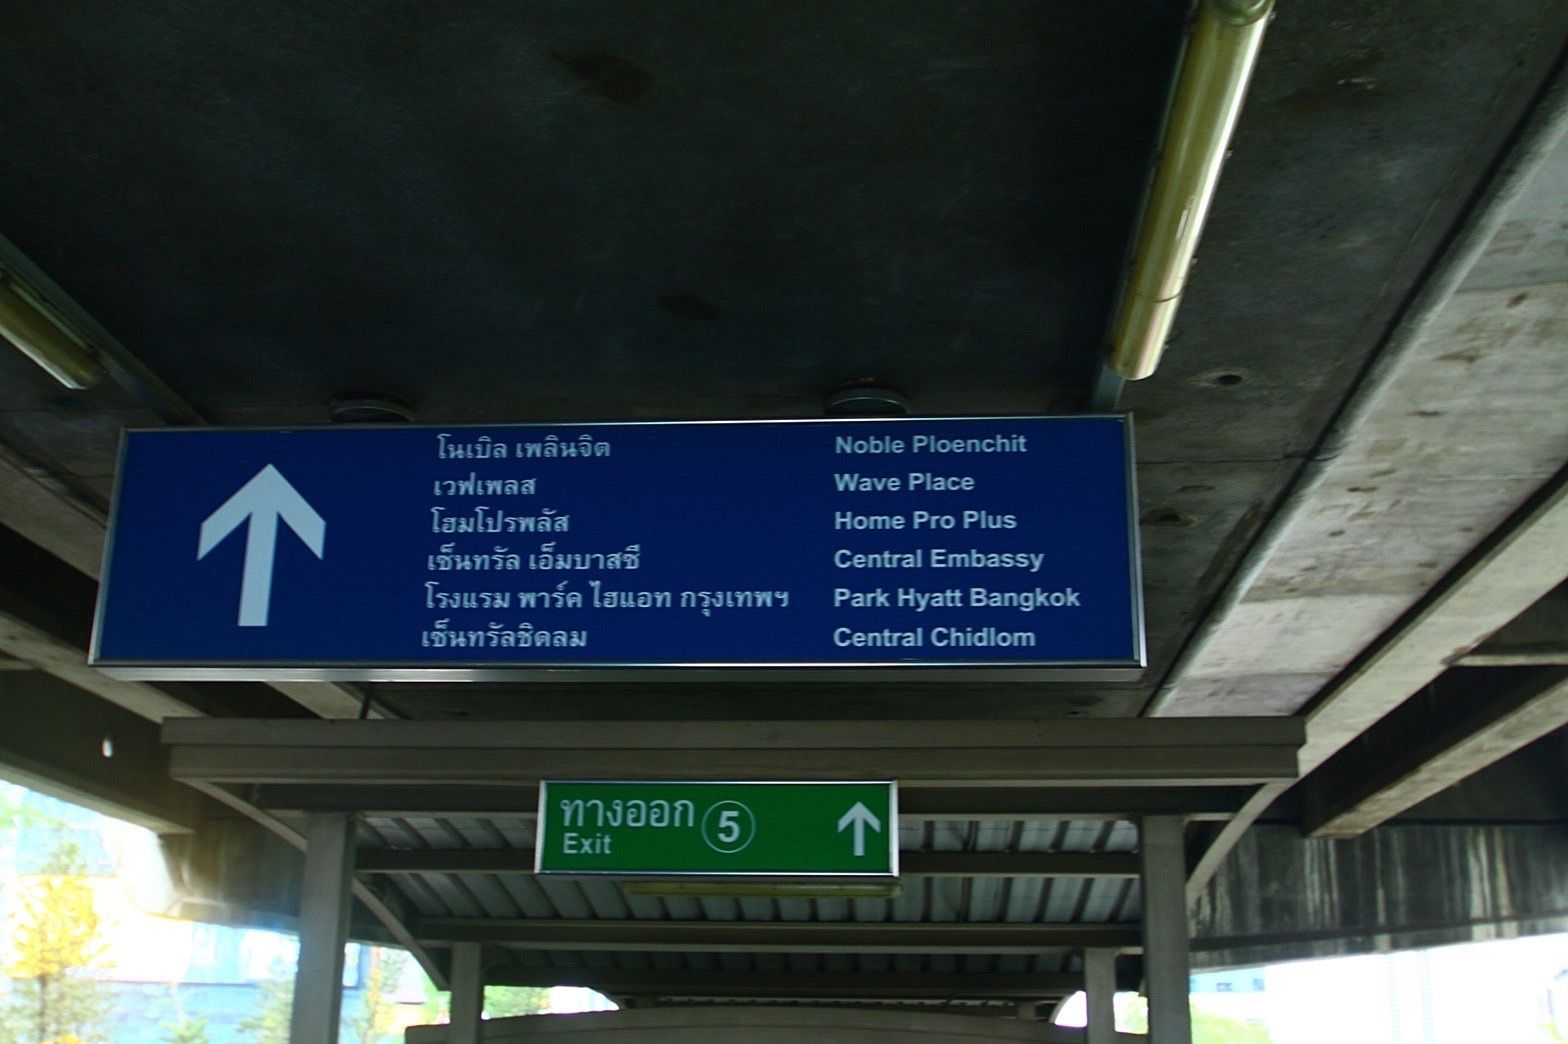 โนเบิล เพลินจิต Noble Ploenchit
เวฟเพลส Wave Place
โฮมโปรพลัส Home Pro Plus
เซ็นทรัล เอ็มบาสซี Central Embassy
โรงแรม พาร์ค ไฮแอท กรุงเทพฯ Park Hyatt Bangkok
เซ็นทรัลชิดลม Central Chidlom
ทางออก 5
Exit